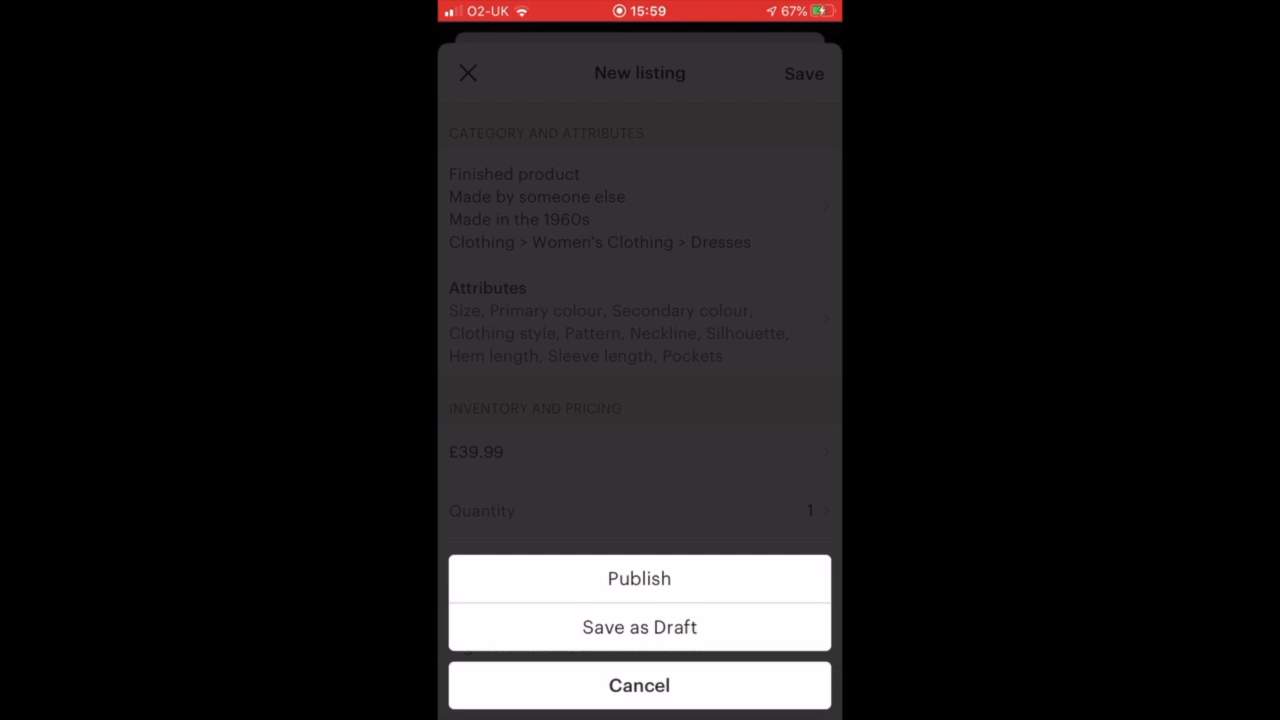 O2-UK 15:59 67%
New listing Save
CATEGORY AND ATTRIBUTES
Finished product
Made by someone else
Made in the 1960s
Clothing > Women's Clothing > Dresses
Attributes
Size, Primary colour, Secondary colour,
Clothing style, Pattern, Neckline, Silhouette,
Hem length, Sleeve length, Pockets
INVENTORY AND PRICING
£39.99
Quantity 1
Publish
Save as Draft
Cancel